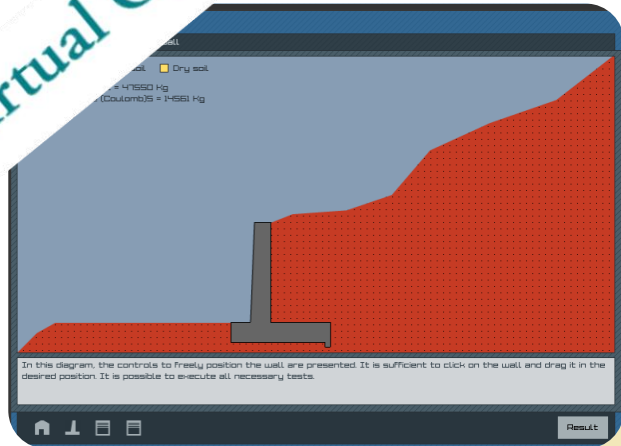 rtual
all
oil Dry soil
= 47550 Kg
(Coulomb)S = 14561 Kg
In this diagram, the controls to freely position the wall are presented. It is sufficient to click on the wall and drag it in the
desired position. It is possible to execute all necessary tests.
Result